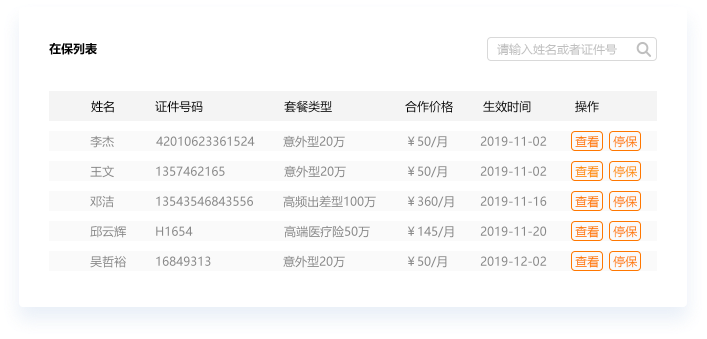 在保列表
请输入姓名或者证件号
姓名 证件号码 套餐类型 合作价格 生效时间 操作
李杰 42010623361524 意外型20万 ￥50/月 2019-11-02 查看 停保
王文 1357462165 意外型20万 ￥50/月 2019-11-02 查看 停保
邓洁 13543546843556 高频出差型100万 ￥360/月 2019-11-16 查看 停保
邱云辉 H1654 高端医疗险50万 ￥145/月 2019-11-20 查看 停保
吴哲裕 16849313 意外型20万 ￥50/月 2019-12-02 查看 停保